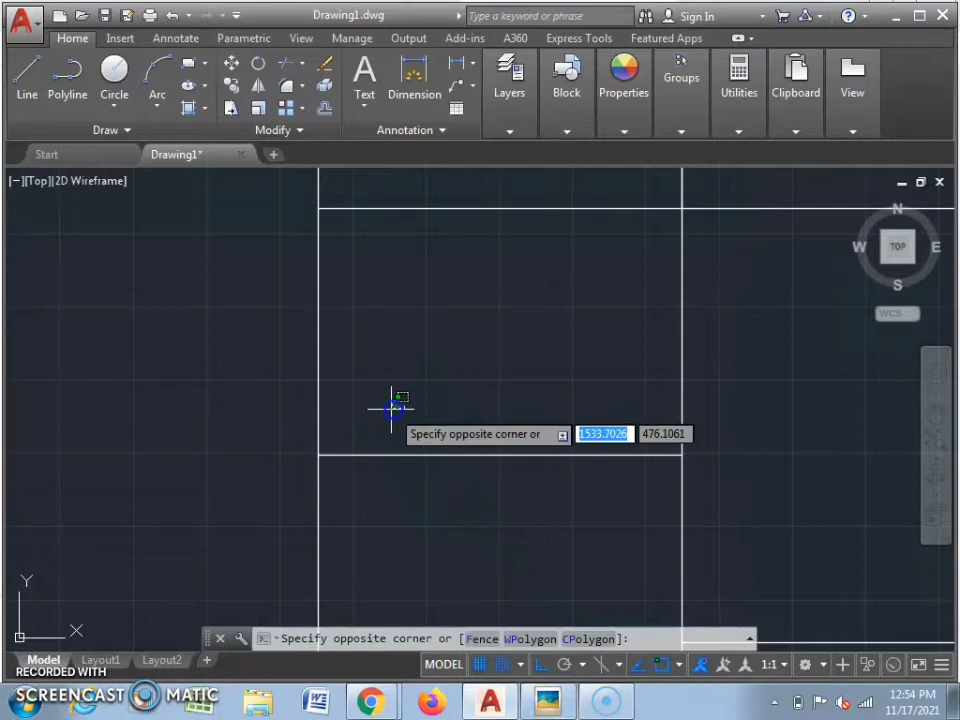 Drawing1.dwg
Type a keyword or phrase
Sign In
Home Insert Annotate Parametric View Manage Output Add-ins A360 Express Tools Featured Apps
Line Polyline Circle Arc Text Dimension Layers Block Properties Groups Utilities Clipboard View
Draw Modify Annotation
Start Drawing1*
[−][Top][2D Wireframe]
N
W TOP E
S
WCS
Specify opposite corner or 1533.7026 476.1061
Y
X
Specify opposite corner or [Fence WPolygon CPolygon]:
Model Layout1 Layout2 +
MODEL 1:1
RECORDED WITH
SCREENCAST MATIC
12:54 PM
11/17/2021